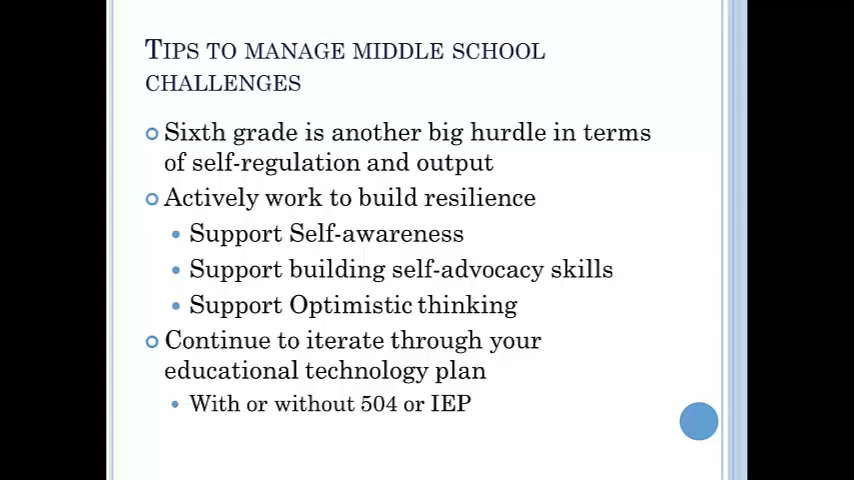 TIPS TO MANAGE MIDDLE SCHOOL
CHALLENGES
Sixth grade is another big hurdle in terms
of self-regulation and output
Actively work to build resilience
Support Self-awareness
Support building self-advocacy skills
Support Optimistic thinking
Continue to iterate through your
educational technology plan
With or without 504 or IEP